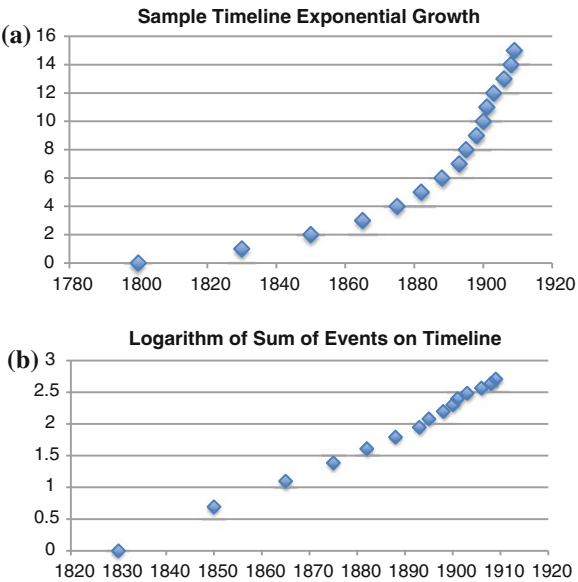 Sample Timeline Exponential Growth
(a)
16
14
12
10
8
6
4
2
0
1780 1800 1820 1840 1860 1880 1900 1920
Logarithm of Sum of Events on Timeline
(b)
3
2.5
2
1.5
1
0.5
0
1820 1830 1840 1850 1860 1870 1880 1890 1900 1910 1920